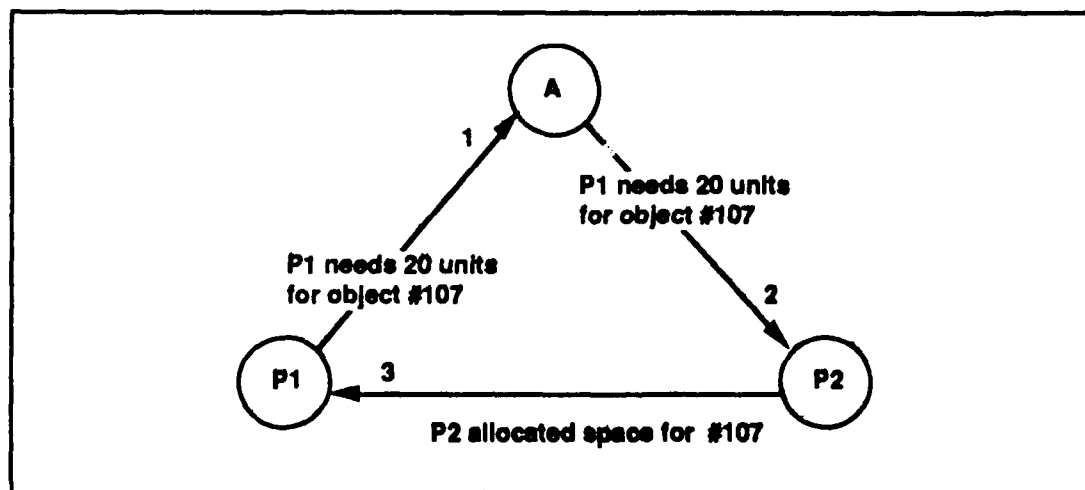 A
1
P1 needs 20 units
for object #107
P1 needs 20 units
for object #107
2
P1
3
P2
P2 allocated space for #107